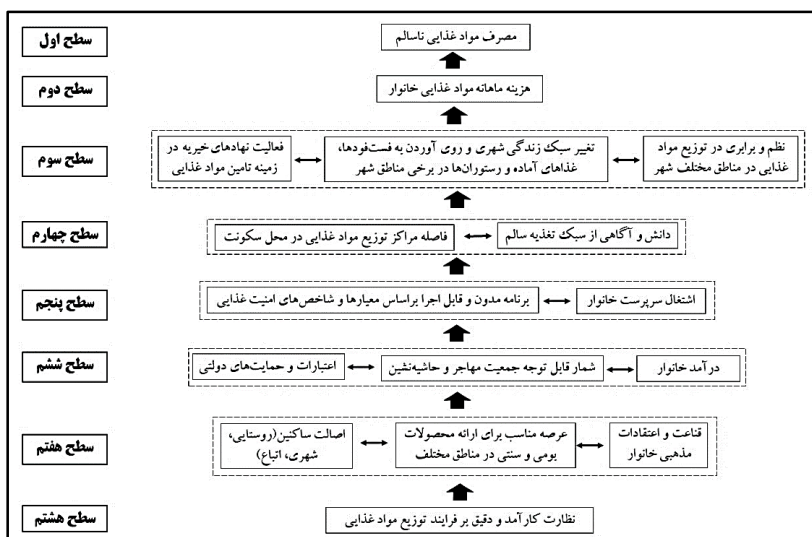 سطح اول
مصرف مواد غذایی ناسالم
سطح دوم
هزینه ماهانه مواد غذایی خانوار
سطح سوم
نظم و برابری در توزیع مواد
غذایی در مناطق مختلف شهر
تغییر سبک زندگی شهری و روی آوردن به فست‌فودها،
غذاهای آماده و رستوران‌ها در برخی مناطق شهر
فعالیت نهادهای خیریه در
زمینه تامین مواد غذایی
سطح چهارم
دانش و آگاهی از سبک تغذیه سالم
فاصله مراکز توزیع مواد غذایی در محل سکونت
سطح پنجم
اشتغال سرپرست خانوار
برنامه مدون و قابل اجرا براساس معیارها و شاخص‌های امنیت غذایی
سطح ششم
درآمد خانوار
شمار قابل توجه جمعیت مهاجر و حاشیه‌نشین
اعتبارات و حمایت‌های دولتی
سطح هفتم
قناعت و اعتقادات
مذهبی خانوار
عرصه مناسب برای ارائه محصولات
بومی و سنتی در مناطق مختلف
اصالت ساکنین(روستایی،
شهری، اتباع)
سطح هشتم
نظارت کارآمد و دقیق بر فرایند توزیع مواد غذایی